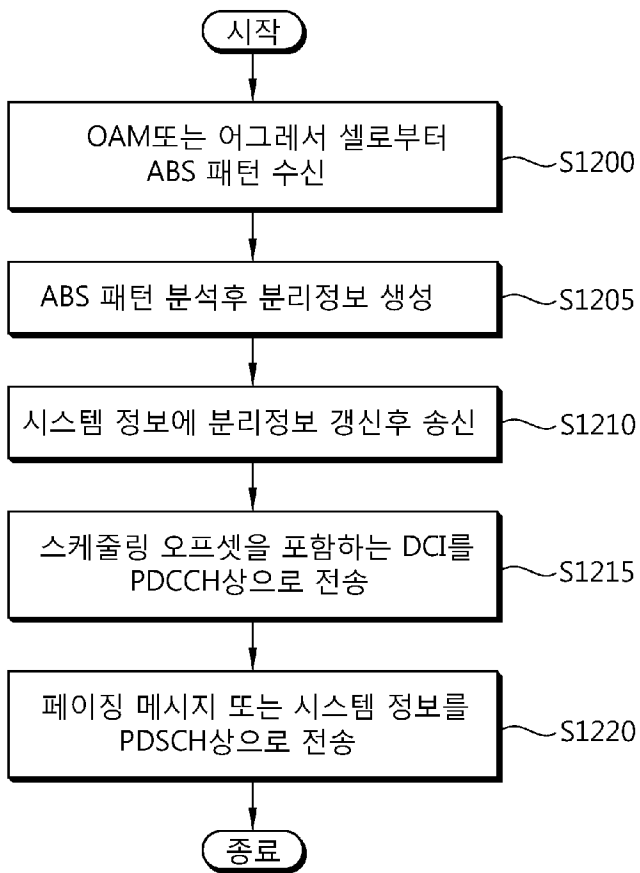 시작
OAM또는 어그레서 셀로부터
ABS 패턴 수신
S1200
ABS 패턴 분석후 분리정보 생성
S1205
시스템 정보에 분리정보 갱신후 송신
S1210
스케줄링 오프셋을 포함하는 DCI를
PDCCH상으로 전송
S1215
페이징 메시지 또는 시스템 정보를
PDSCH상으로 전송
S1220
종료